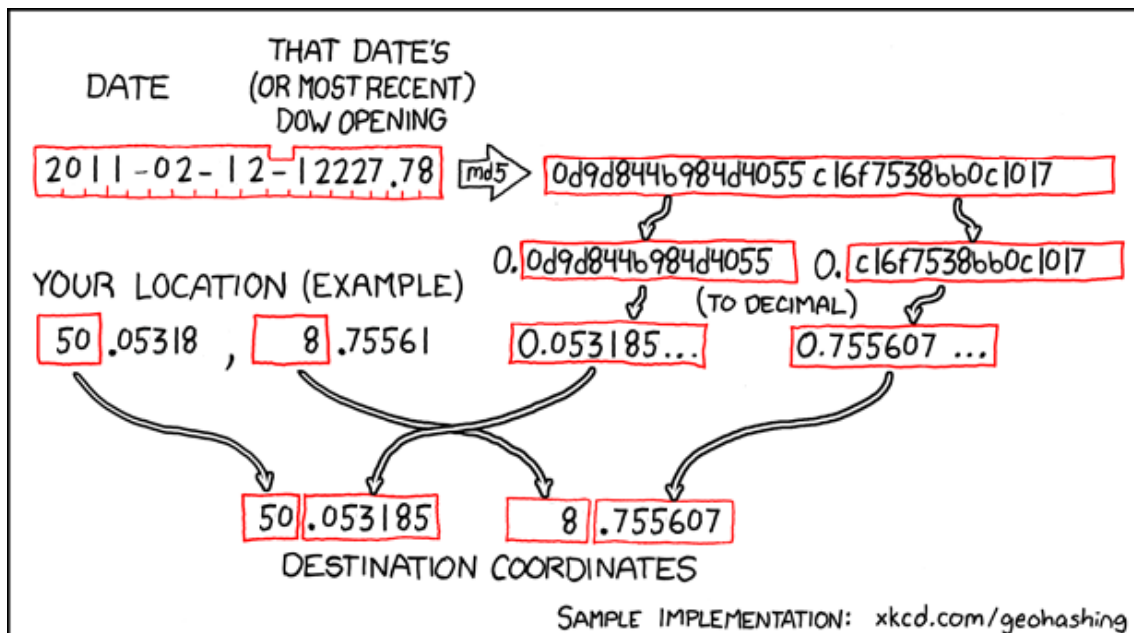 DATE
THAT DATE'S
(OR MOST RECENT)
DOW OPENING
2011-02-12-12227.78
md5
0d9d844b984d4055c16f7538bb0c1017
0.0d9d844b984d4055
0.c16f7538bb0c1017
YOUR LOCATION (EXAMPLE)
(TO DECIMAL)
50.05318, 8.75561
0.053185...
0.755607...
50.053185
8.755607
DESTINATION COORDINATES
SAMPLE IMPLEMENTATION: xkcd.com/geohashing